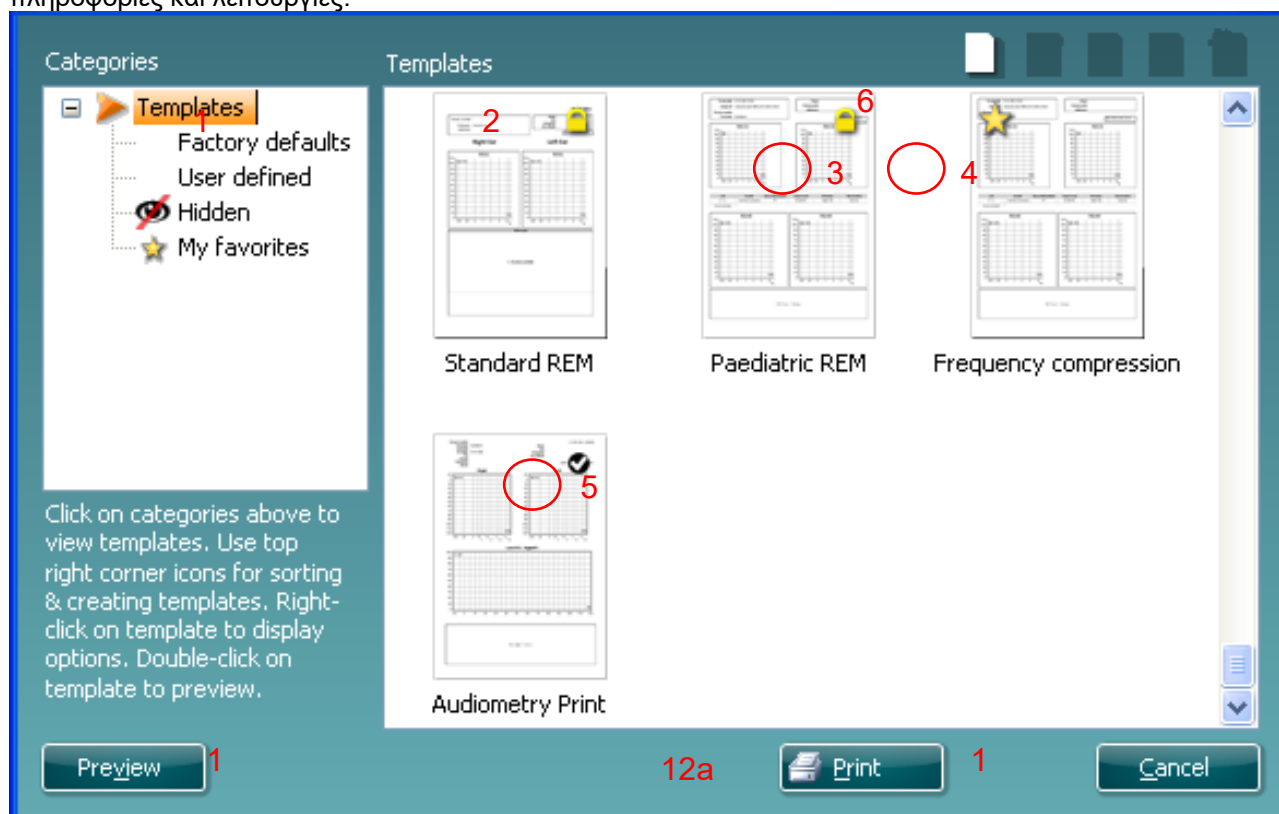 πληροφορίες και λειτουργίες.
Categories
Templates
Templates
1
Factory defaults
User defined
Hidden
My favorites
2
6
3
4
Standard REM
Paediatric REM
Frequency compression
5
Audiometry Print
Click on categories above to
view templates. Use top
right corner icons for sorting
& creating templates. Right-
click on template to display
options. Double-click on
template to preview.
Preview
1
12a
Print
1
Cancel